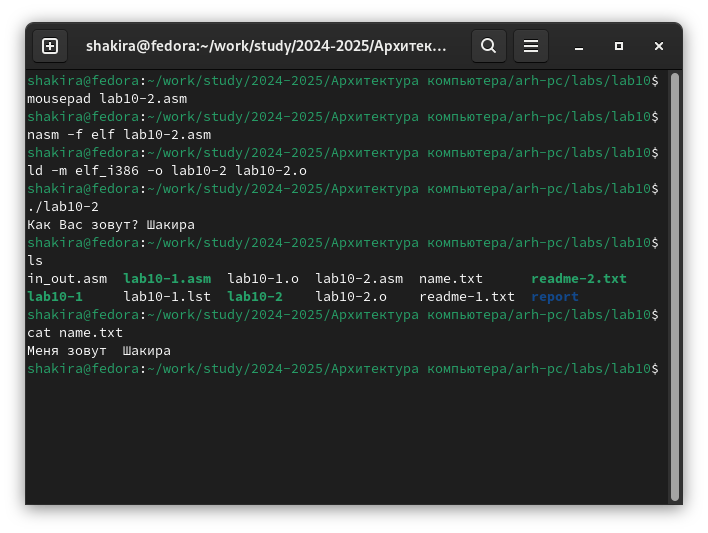 shakira@fedora:~/work/study/2024-2025/Архитек...
shakira@fedora:~/work/study/2024-2025/Архитектура компьютера/arh-pc/labs/lab10$
mousepad lab10-2.asm
shakira@fedora:~/work/study/2024-2025/Архитектура компьютера/arh-pc/labs/lab10$
nasm -f elf lab10-2.asm
shakira@fedora:~/work/study/2024-2025/Архитектура компьютера/arh-pc/labs/lab10$
ld -m elf_i386 -o lab10-2 lab10-2.o
shakira@fedora:~/work/study/2024-2025/Архитектура компьютера/arh-pc/labs/lab10$
./lab10-2
Как Вас зовут? Шакира
shakira@fedora:~/work/study/2024-2025/Архитектура компьютера/arh-pc/labs/lab10$
ls
in_out.asm  lab10-1.asm  lab10-1.o  lab10-2.asm  name.txt      readme-2.txt
lab10-1     lab10-1.lst  lab10-2    lab10-2.o    readme-1.txt  report
shakira@fedora:~/work/study/2024-2025/Архитектура компьютера/arh-pc/labs/lab10$
cat name.txt
Меня зовут  Шакира
shakira@fedora:~/work/study/2024-2025/Архитектура компьютера/arh-pc/labs/lab10$